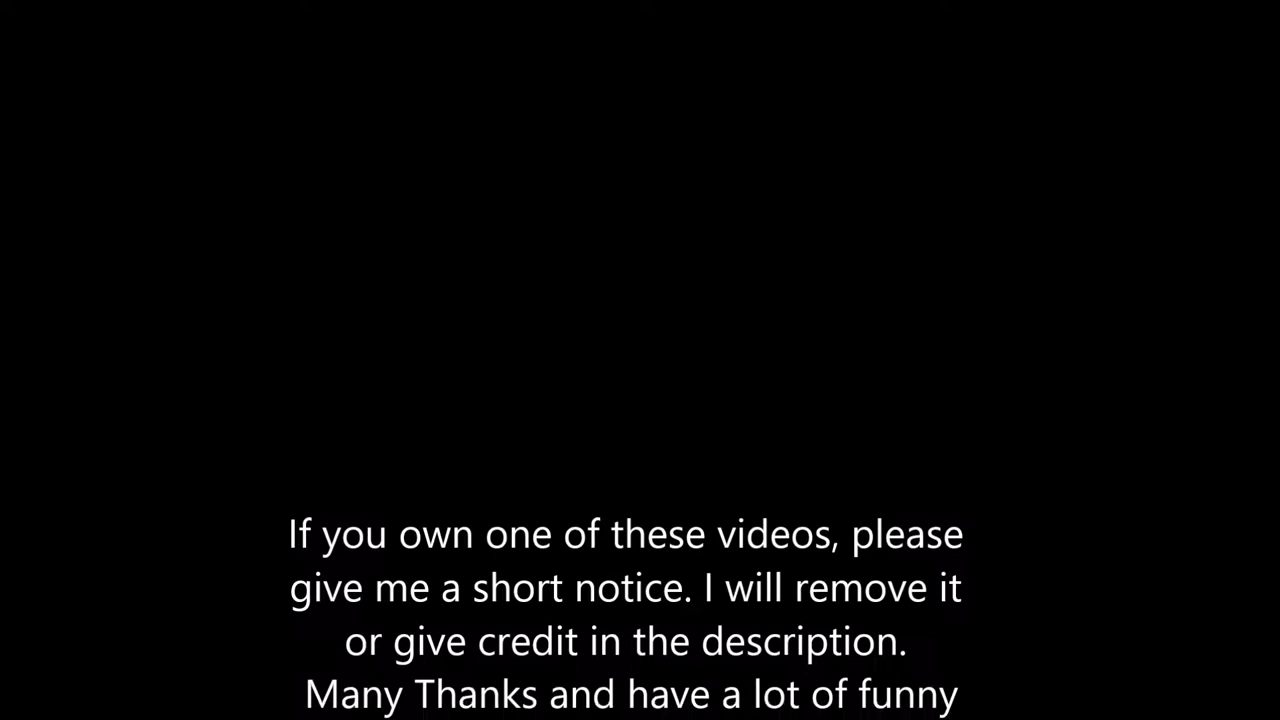 If you own one of these videos, please
give me a short notice. I will remove it
or give credit in the description.
Many Thanks and have a lot of funny